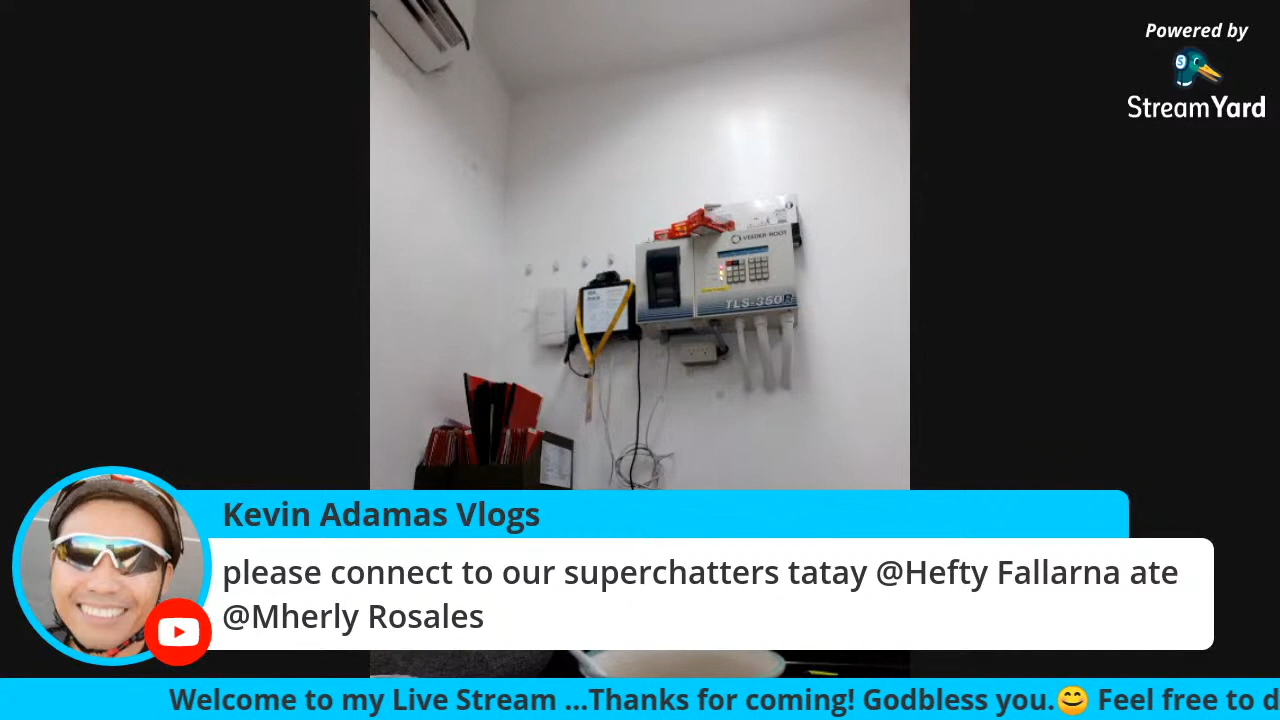 Powered by
StreamYard
VEEDER-ROOT
TLS-350R
Kevin Adamas Vlogs
please connect to our superchatters tatay @Hefty Fallarna ate
@Mherly Rosales
Welcome to my Live Stream ...Thanks for coming! Godbless you.😊 Feel free to d